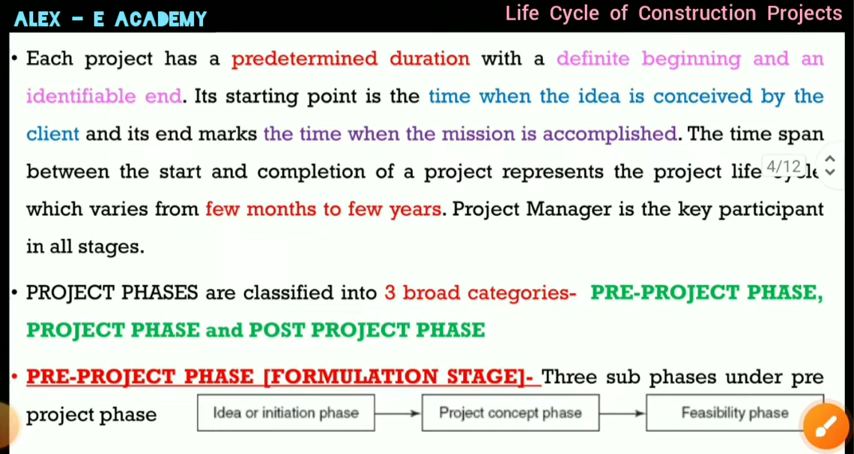 ALEX - E ACADEMY
Life Cycle of Construction Projects
• Each project has a predetermined duration with a definite beginning and an
identifiable end. Its starting point is the time when the idea is conceived by the
client and its end marks the time when the mission is accomplished. The time span
between the start and completion of a project represents the project life
4/12
which varies from few months to few years. Project Manager is the key participant
in all stages.
• PROJECT PHASES are classified into 3 broad categories- PRE-PROJECT PHASE,
PROJECT PHASE and POST PROJECT PHASE
• PRE-PROJECT PHASE [FORMULATION STAGE]- Three sub phases under pre
project phase
Idea or initiation phase
Project concept phase
Feasibility phase